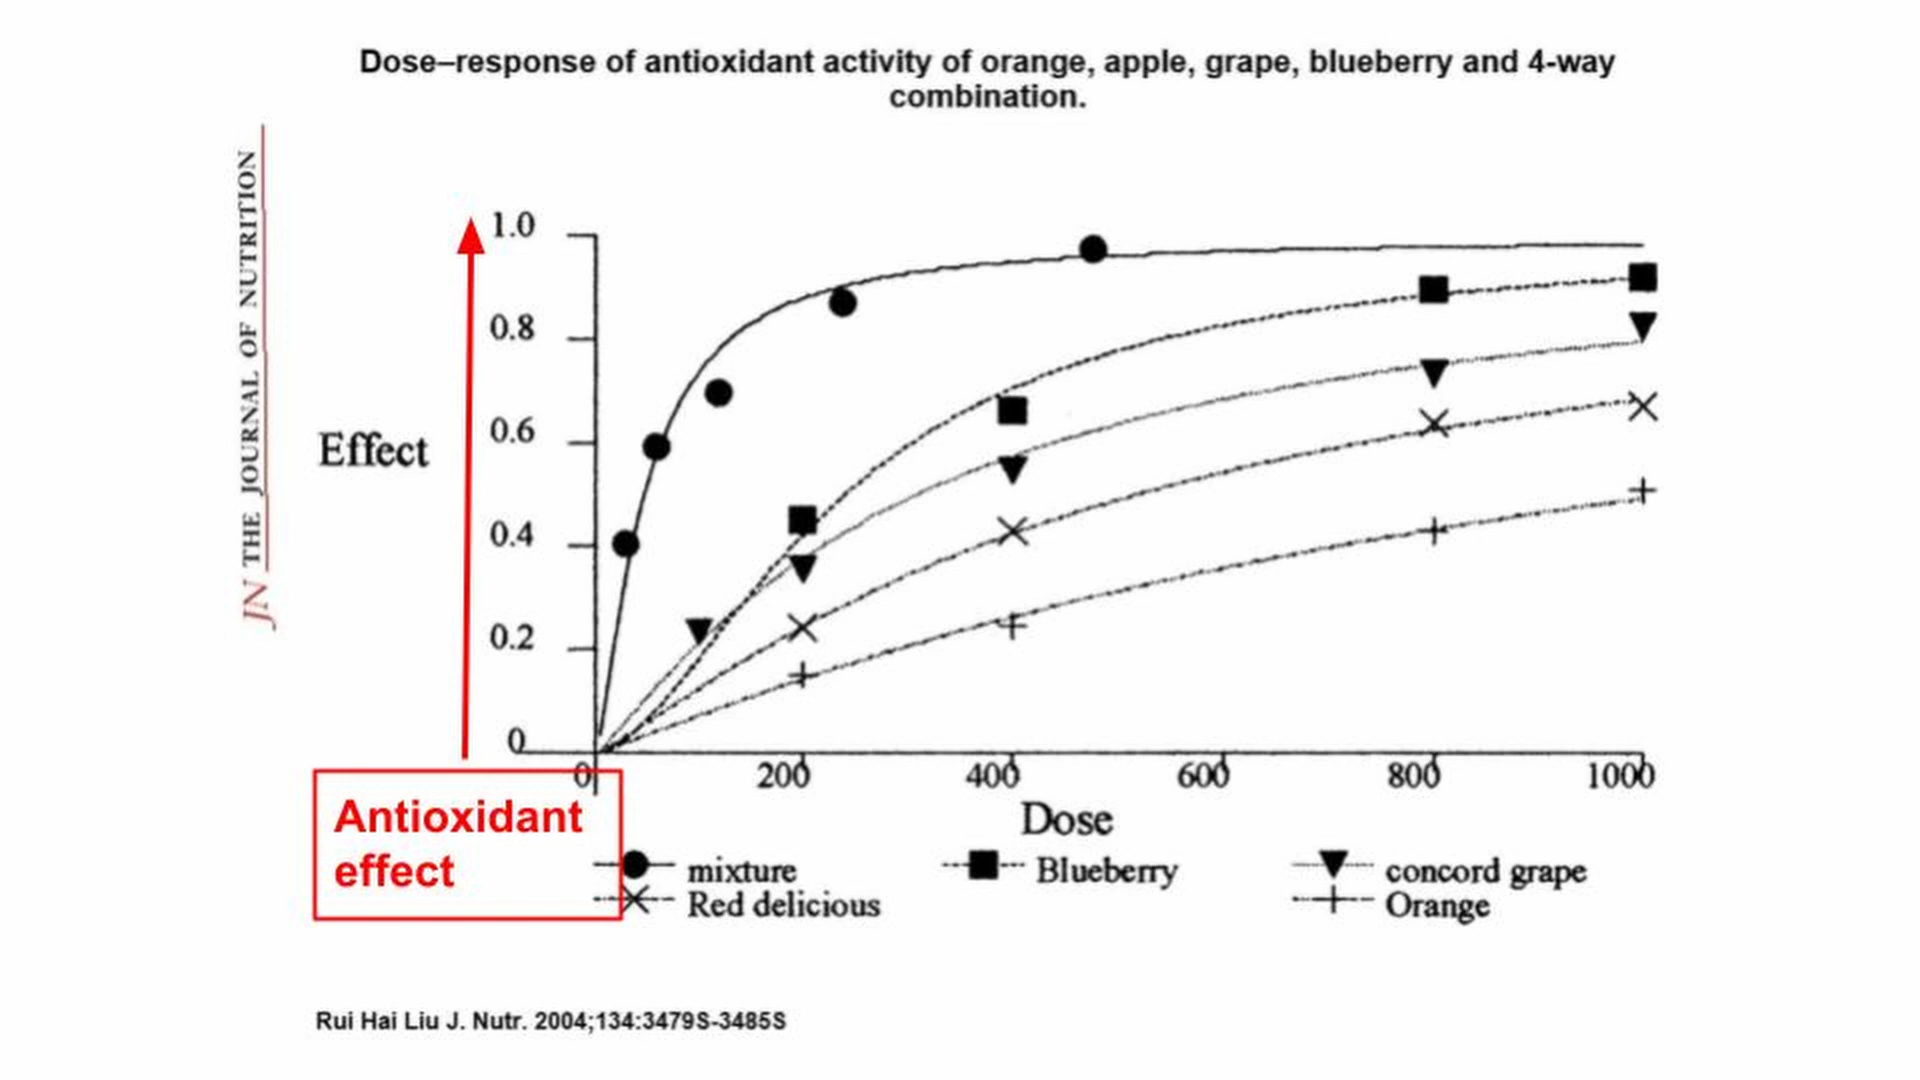 Dose–response of antioxidant activity of orange, apple, grape, blueberry and 4-way
combination.
JN THE JOURNAL OF NUTRITION
1.0
0.8
0.6
Effect
0.4
0.2
0
0 200 400 600 800 1000
Dose
Antioxidant
effect
mixture Blueberry concord grape
Red delicious Orange
Rui Hai Liu J. Nutr. 2004;134:3479S-3485S